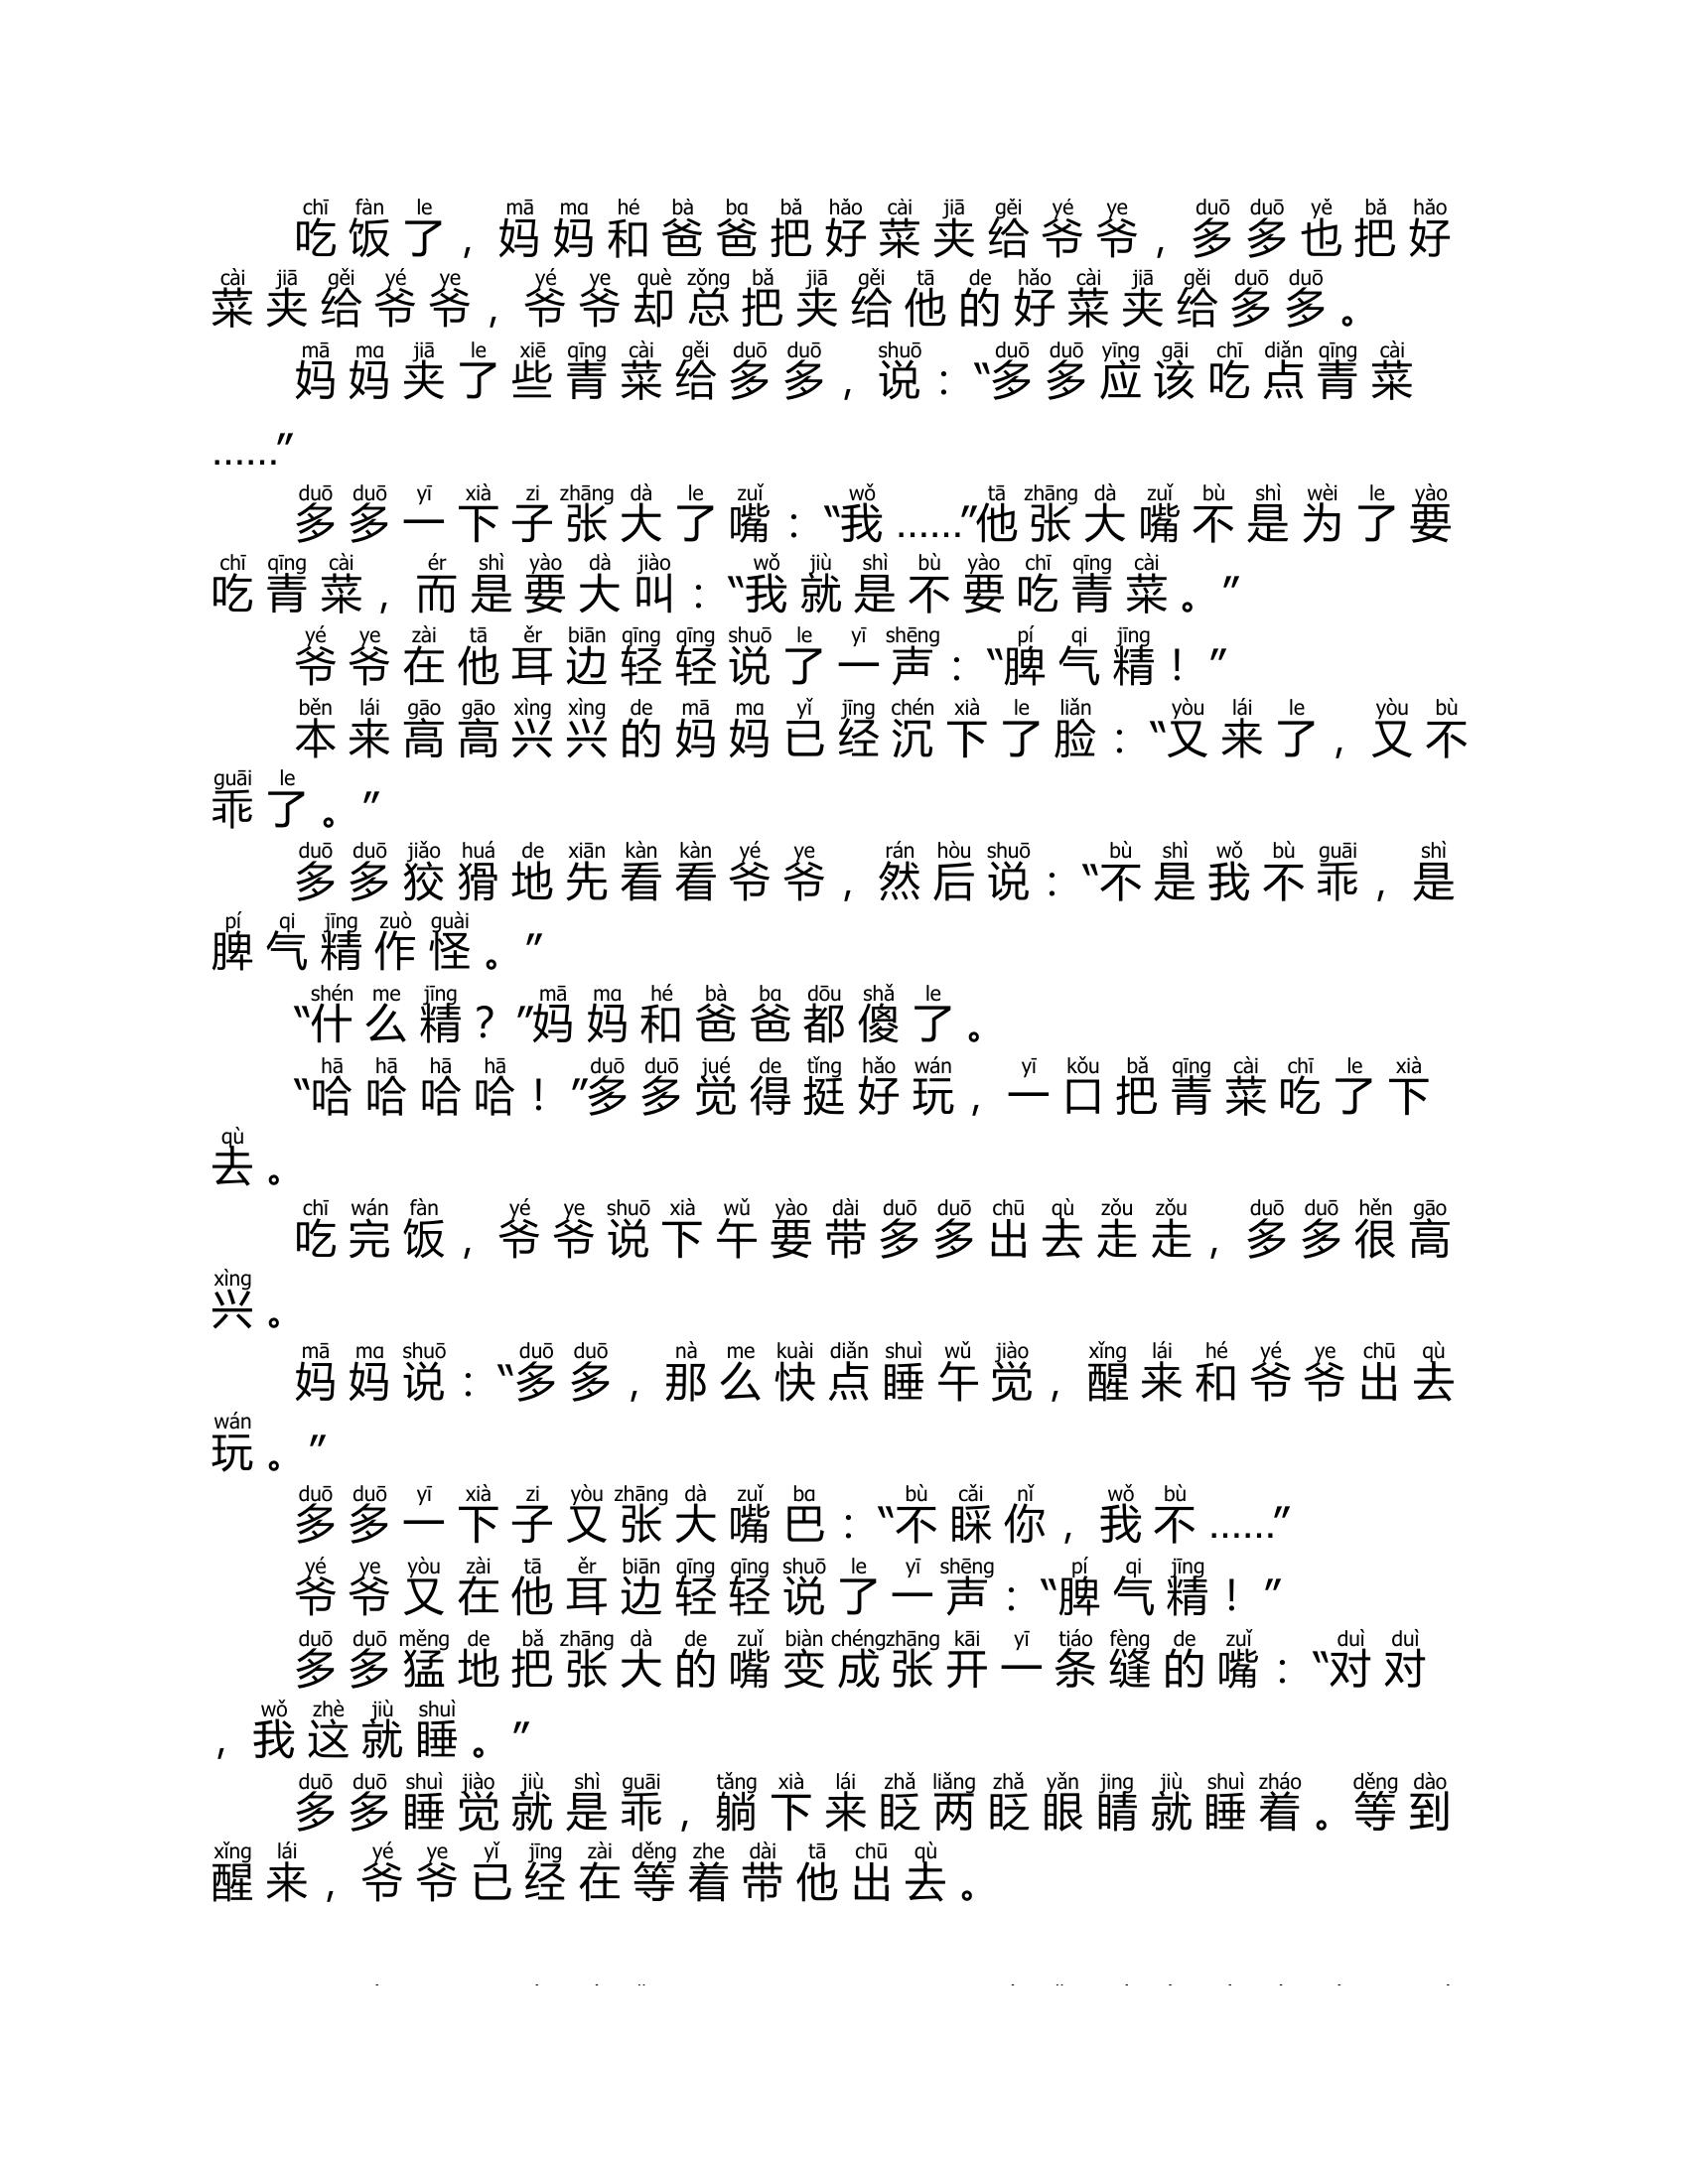 chī fàn le mā mɑ hé bà bɑ bǎ hǎo cài jiā gěi yé ye duō duō yě bǎ hǎo
吃饭了，妈妈和爸爸把好菜夹给爷爷，多多也把好
cài jiā gěi yé ye yé ye què zǒng bǎ jiā gěi tā de hǎo cài jiā gěi duō duō
菜夹给爷爷，爷爷却总把夹给他的好菜夹给多多。
mā mɑ jiā le xiē qīng cài gěi duō duō shuō duō duō yīng gāi chī diǎn qīng cài
妈妈夹了些青菜给多多，说：“多多应该吃点青菜
……”
duō duō yī xià zi zhāng dà le zuǐ wǒ tā zhāng dà zuǐ bù shì wèi le yào
多多一下子张大了嘴：“我……”他张大嘴不是为了要
chī qīng cài ér shì yào dà jiào wǒ jiù shì bù yào chī qīng cài
吃青菜，而是要大叫：“我就是不要吃青菜。”
yé ye zài tā ěr biān qīng qīng shuō le yī shēng pí qi jīng
爷爷在他耳边轻轻说了一声：“脾气精！”
běn lái gāo gāo xìng xìng de mā mɑ yǐ jīng chén xià le liǎn yòu lái le yòu bù
本来高高兴兴的妈妈已经沉下了脸：“又来了，又不
guāi le
乖了。”
duō duō jiǎo huá de xiān kàn kàn yé ye rán hòu shuō bù shì wǒ bù guāi shì
多多狡猾地先看看爷爷，然后说：“不是我不乖，是
pí qi jīng zuò guài
脾气精作怪。”
shén me jīng mā mɑ hé bà bɑ dōu shǎ le
“什么精？”妈妈和爸爸都傻了。
hā hā hā hā duō duō jué de tǐng hǎo wán yī kǒu bǎ qīng cài chī le xià
“哈哈哈哈！”多多觉得挺好玩，一口把青菜吃了下
qù
去。
chī wán fàn yé ye shuō xià wǔ yào dài duō duō chū qù zǒu zǒu duō duō hěn gāo
吃完饭，爷爷说下午要带多多出去走走，多多很高
xìng
兴。
mā mɑ shuō duō duō nà me kuài diǎn shuì wǔ jiào xǐng lái hé yé ye chū qù
妈妈说：“多多，那么快点睡午觉，醒来和爷爷出去
wán
玩。”
duō duō yī xià zi yòu zhāng dà zuǐ bɑ bù cǎi nǐ wǒ bù
多多一下子又张大嘴巴：“不睬你，我不……”
yé ye yòu zài tā ěr biān qīng qīng shuō le yī shēng pí qi jīng
爷爷又在他耳边轻轻说了一声：“脾气精！”
duō duō měng de bǎ zhāng dà de zuǐ biàn chéng zhāng kāi yī tiáo fèng de zuǐ duì duì
多多猛地把张大的嘴变成张开一条缝的嘴：“对对
wǒ zhè jiù shuì
，我这就睡。”
duō duō shuì jiào jiù shì guāi tǎng xià lái zhǎ liǎng zhǎ yǎn jing jiù shuì zháo děng dào
多多睡觉就是乖，躺下来眨两眨眼睛就睡着。等到
xǐng lái yé ye yǐ jīng zài děng zhe dài tā chū qù
醒来，爷爷已经在等着带他出去。